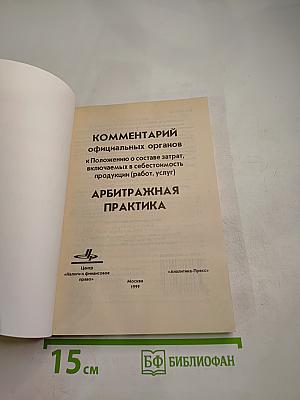 КОММЕНТАРИЙ
официальных органов
к Положению о составе затрат,
включаемых в себестоимость
продукции (работ, услуг)
АРБИТРАЖНАЯ
ПРАКТИКА
Центр
«Налоги и финансовое
право»
Москва
1999
«Аналитика-Пресс»
15 см
БФ БИБЛИОФАН